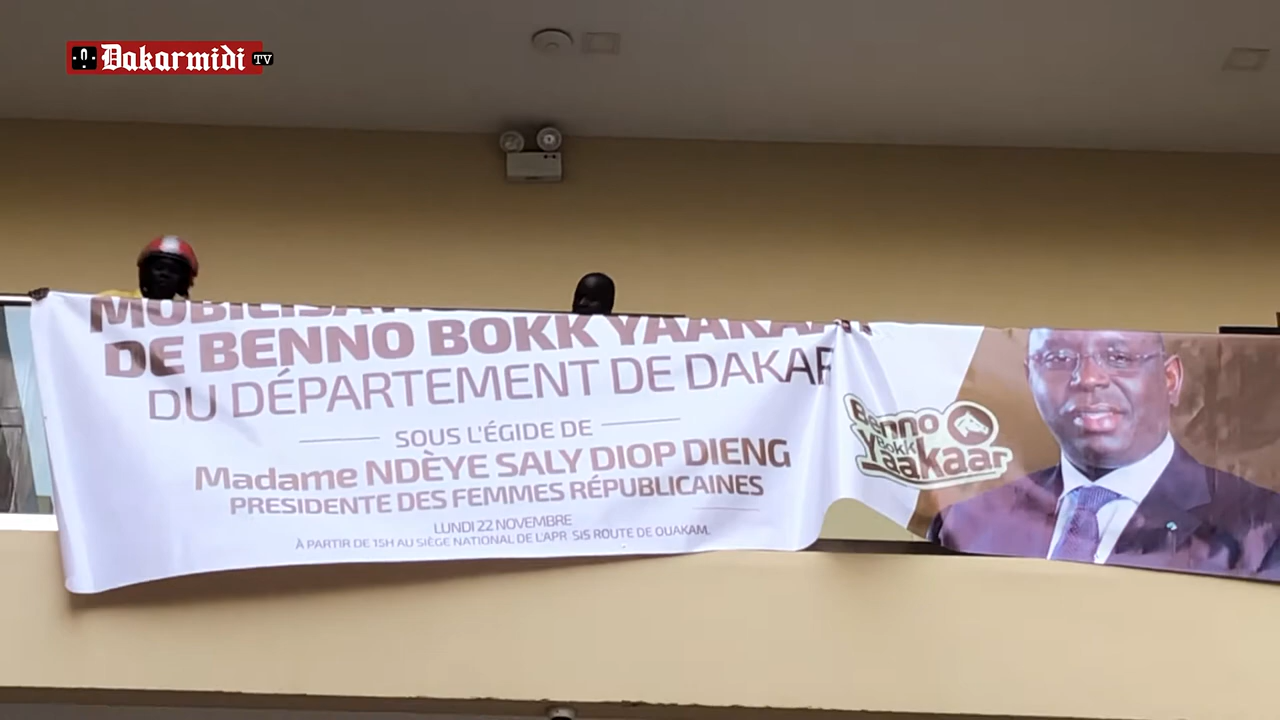 Dakarmidi TV
DE BENNO BOKK YAAKAAR
DU DÉPARTEMENT DE DAKAR
SOUS L'ÉGIDE DE
Madame NDÈYE SALY DIOP DIENG
PRESIDENTE DES FEMMES RÉPUBLICAINES
LUNDI 22 NOVEMBRE
À PARTIR DE 15H AU SIÈGE NATIONAL DE L'APR SIS ROUTE DE OUAKAM.
Benno
Bokk
Yaakaar